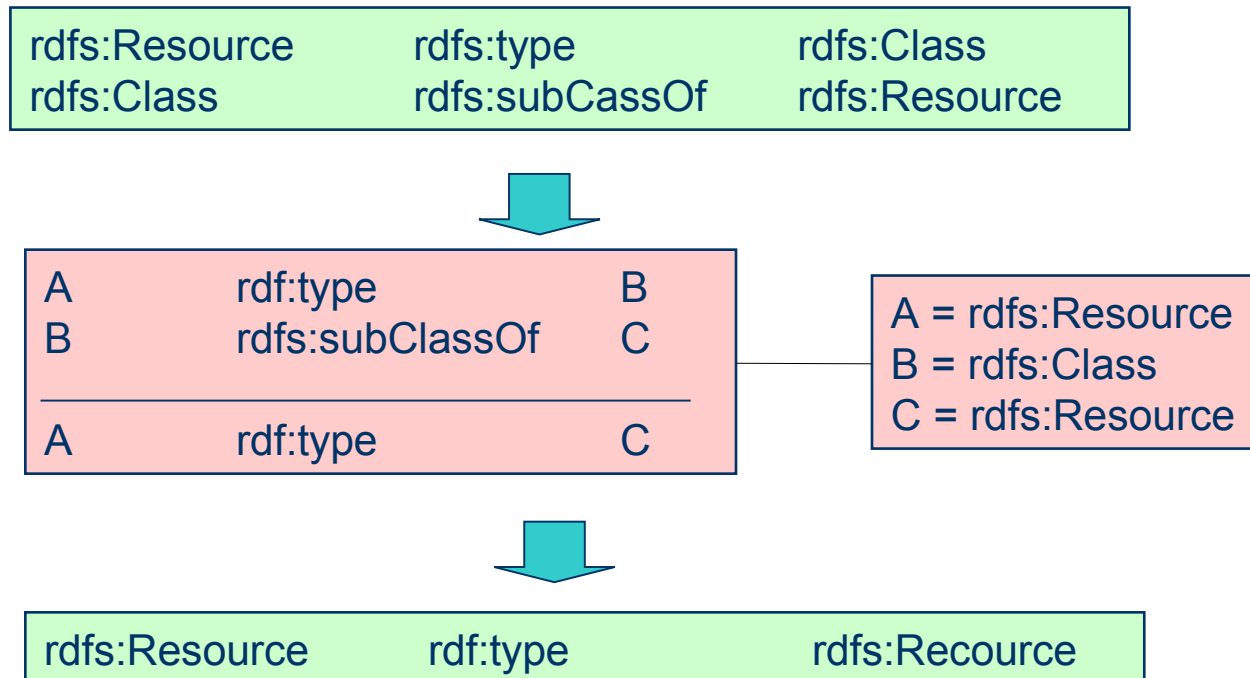 rdfs:Resource rdfs:type rdfs:Class
rdfs:Class rdfs:subCassOf rdfs:Resource
A rdf:type B
B rdfs:subClassOf C
A rdf:type C
A = rdfs:Resource
B = rdfs:Class
C = rdfs:Resource
rdfs:Resource rdf:type rdfs:Recource